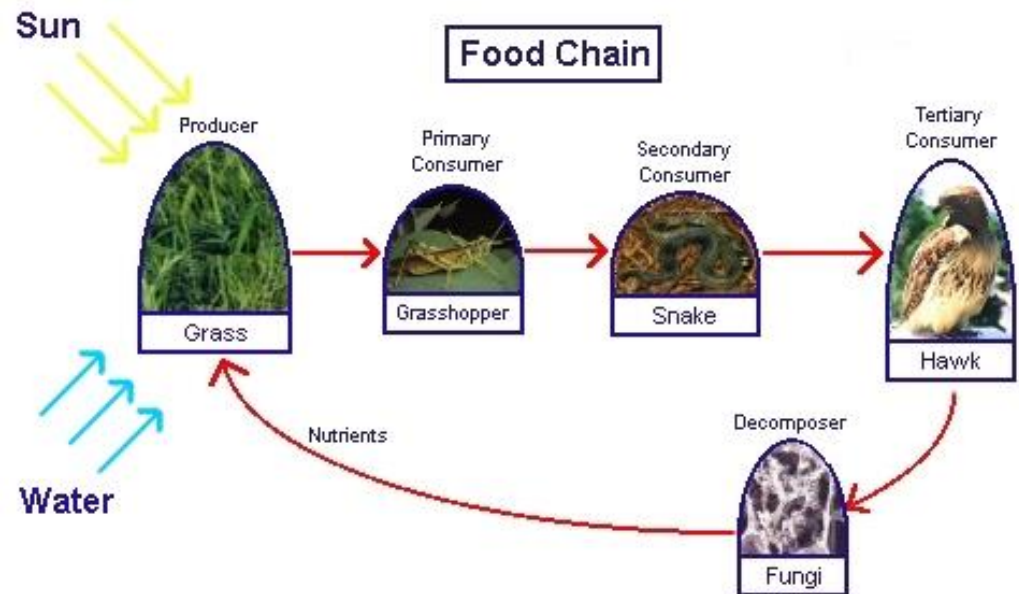 Sun
Food Chain
Producer
Primary
Consumer
Secondary
Consumer
Tertiary
Consumer
Grass
Grasshopper
Snake
Hawk
Nutrients
Decomposer
Water
Fungi